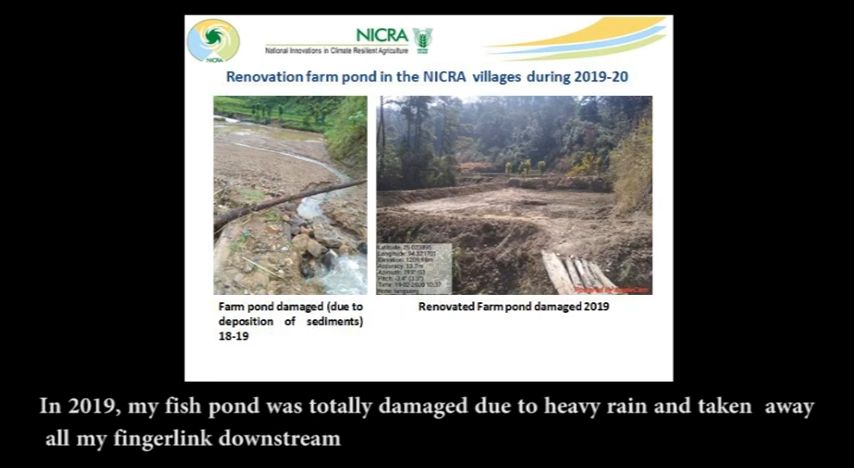 NICRA
National Innovations in Climate Resilient Agriculture
NICRA
Renovation farm pond in the NICRA villages during 2019-20
Farm pond damaged (due to
deposition of sediments)
18-19
Renovated Farm pond damaged 2019
In 2019, my fish pond was totally damaged due to heavy rain and taken away
all my fingerlink downstream